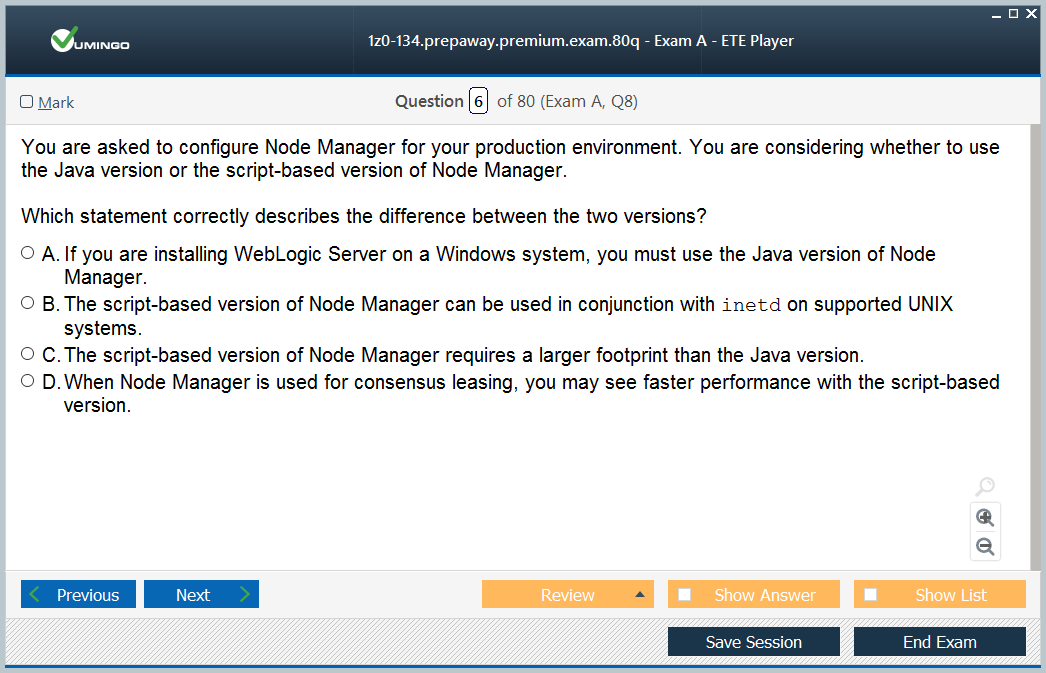 VUMINGO
1z0-134.prepaway.premium.exam.80q - Exam A - ETE Player
Mark
Question 6 of 80 (Exam A, Q8)
You are asked to configure Node Manager for your production environment. You are considering whether to use
the Java version or the script-based version of Node Manager.
Which statement correctly describes the difference between the two versions?
A. If you are installing WebLogic Server on a Windows system, you must use the Java version of Node
Manager.
B. The script-based version of Node Manager can be used in conjunction with inetd on supported UNIX
systems.
C. The script-based version of Node Manager requires a larger footprint than the Java version.
D. When Node Manager is used for consensus leasing, you may see faster performance with the script-based
version.
Previous
Next
Review
Show Answer
Show List
Save Session
End Exam